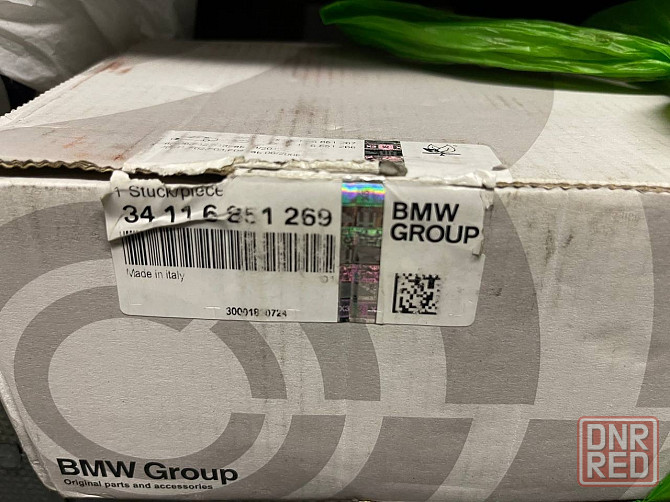 1 Stück/piece
34 11 6 851 269
BMW
GROUP
Made in italy
01
BMW Group
Original parts and accessories
DNR
RED